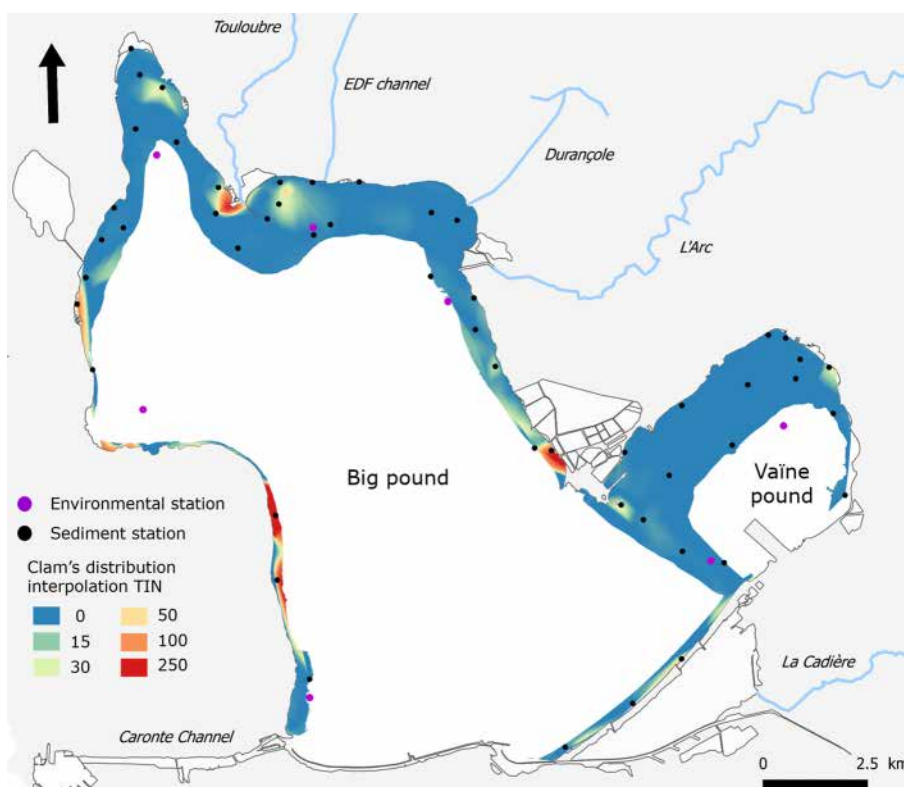 Touloubre
EDF channel
Durançole
L'Arc
Big pound
Vaïne
pound
Environmental station
Sediment station
Clam's distribution
interpolation TIN
0 50
15 100
30 250
La Cadière
Caronte Channel
0 2.5 km